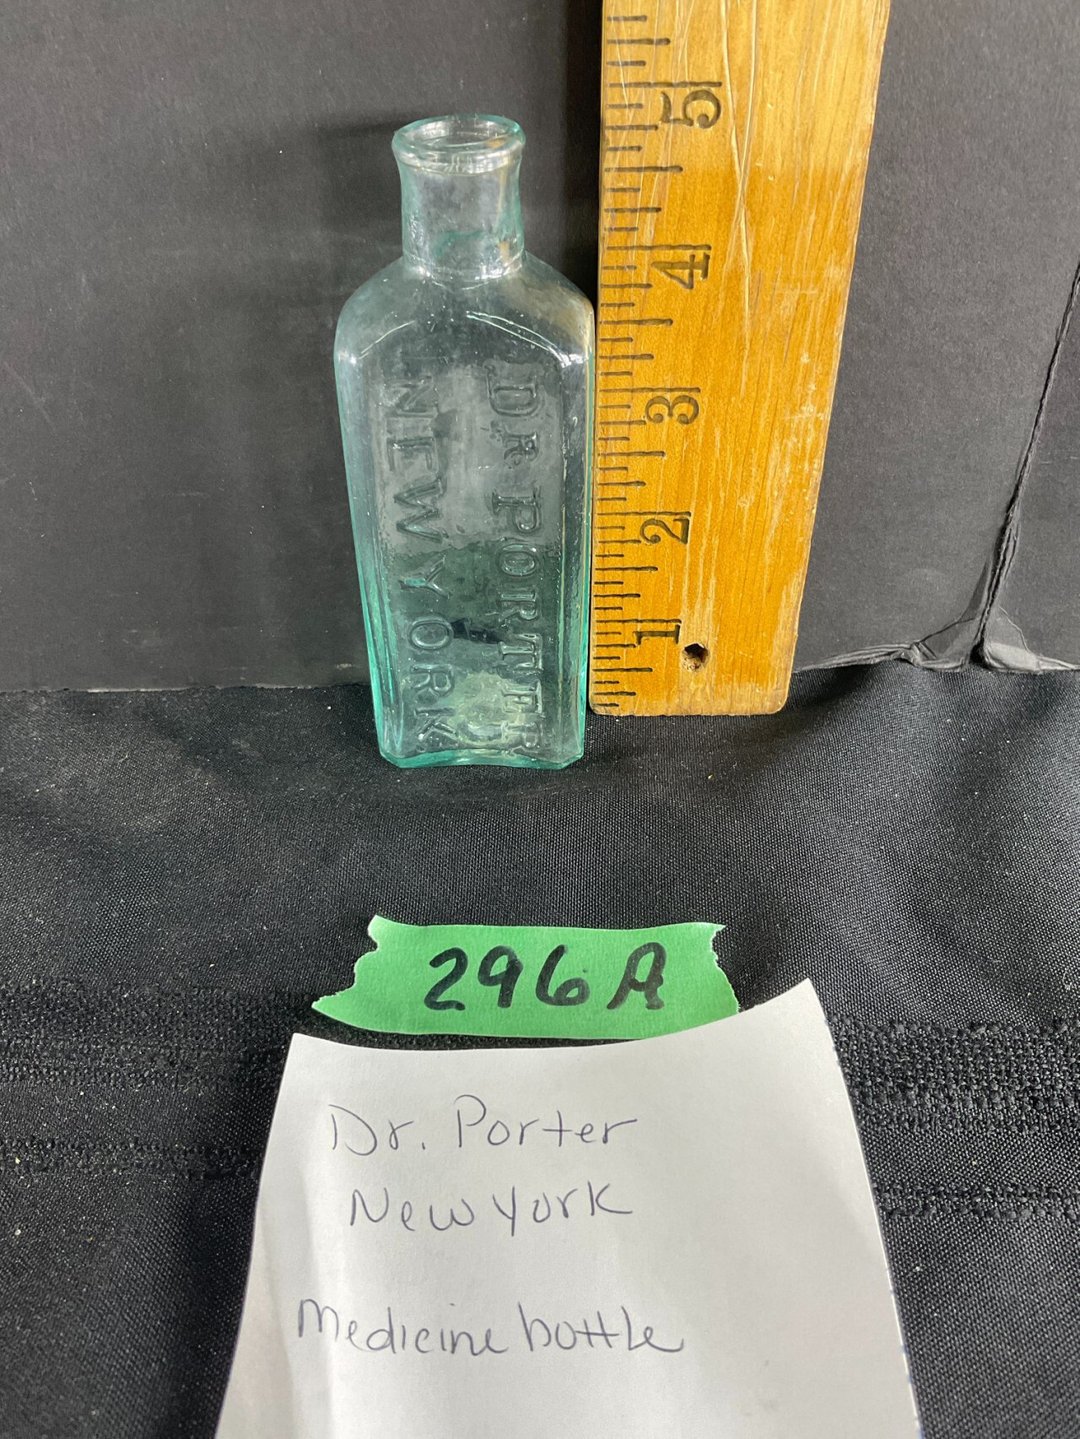 DR. PORTER
NEW YORK
5
4
3
2
1
296A
Dr. Porter
New York
Medicine bottle